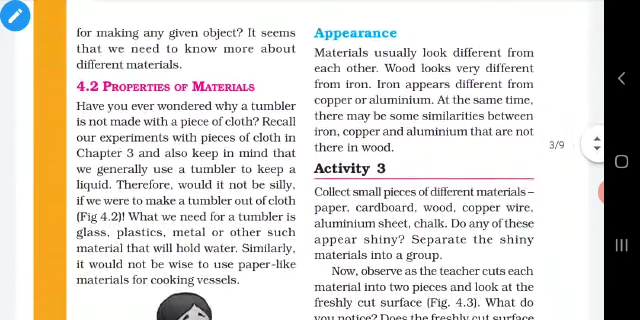 for making any given object? It seems
that we need to know more about
different materials.
4.2 PROPERTIES OF MATERIALS
Have you ever wondered why a tumbler
is not made with a piece of cloth? Recall
our experiments with pieces of cloth in
Chapter 3 and also keep in mind that
we generally use a tumbler to keep a
liquid. Therefore, would it not be silly,
if we were to make a tumbler out of cloth
(Fig 4.2)! What we need for a tumbler is
glass, plastics, metal or other such
material that will hold water. Similarly,
it would not be wise to use paper-like
materials for cooking vessels.
Appearance
Materials usually look different from
each other. Wood looks very different
from iron. Iron appears different from
copper or aluminium. At the same time,
there may be some similarities between
iron, copper and aluminium that are not
there in wood.
Activity 3
Collect small pieces of different materials –
paper, cardboard, wood, copper wire,
aluminium sheet, chalk. Do any of these
appear shiny? Separate the shiny
materials into a group.
Now, observe as the teacher cuts each
material into two pieces and look at the
freshly cut surface (Fig. 4.3). What do
you notice? Does the freshly cut surface
3/9